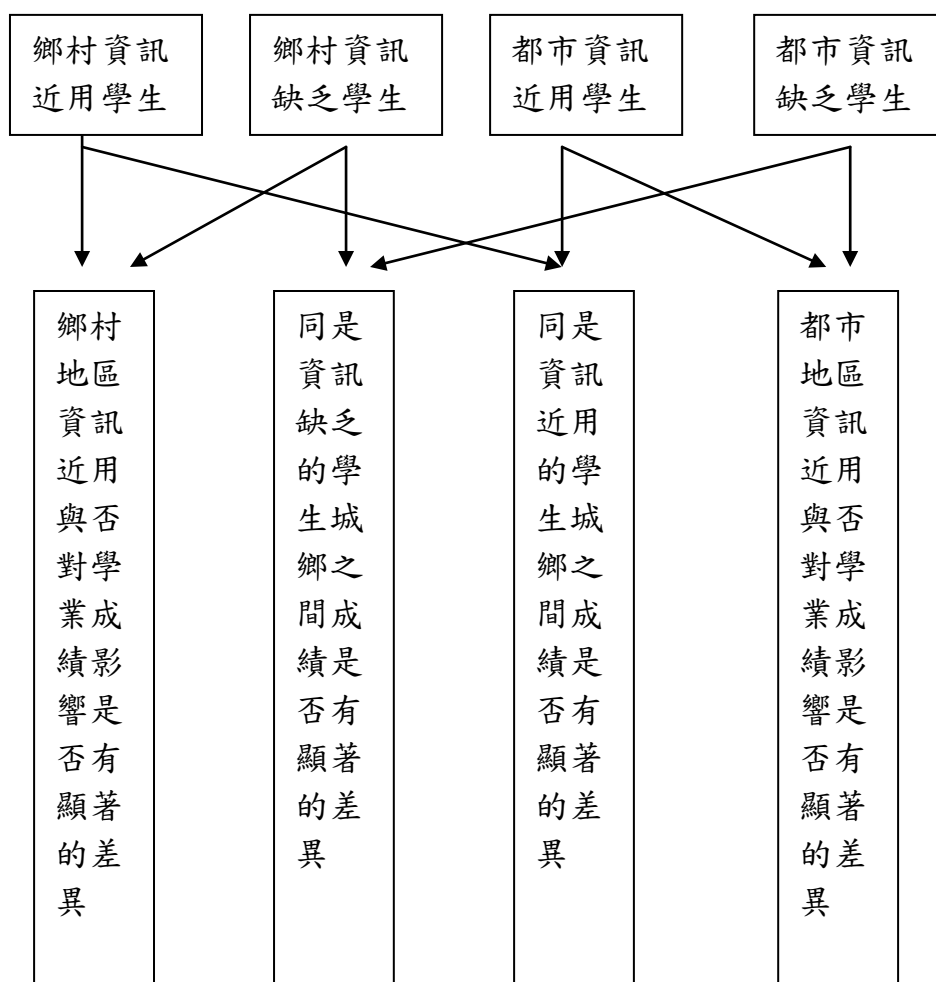 鄉村資訊
近用學生
鄉村資訊
缺乏學生
都市資訊
近用學生
都市資訊
缺乏學生
鄉村
地區
資訊
近用
與否
對學
業成
績影
響是
否有
顯著
的差
異
同是
資訊
缺乏
的學
生城
鄉之
間成
績是
否有
顯著
的差
異
同是
資訊
近用
的學
生城
鄉之
間成
績是
否有
顯著
的差
異
都市
地區
資訊
近用
與否
對學
業成
績影
響是
否有
顯著
的差
異